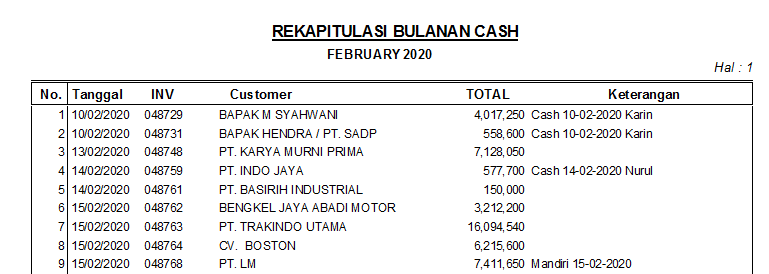 REKAPITULASI BULANAN CASH
FEBRUARY 2020
Hal : 1
No. Tanggal INV Customer TOTAL Keterangan
1 10/02/2020 048729 BAPAK M SYAHWANI 4,017,250 Cash 10-02-2020 Karin
2 10/02/2020 048731 BAPAK HENDRA / PT. SADP 558,600 Cash 10-02-2020 Karin
3 13/02/2020 048748 PT. KARYA MURNI PRIMA 7,128,050
4 14/02/2020 048759 PT. INDO JAYA 577,700 Cash 14-02-2020 Nurul
5 14/02/2020 048761 PT. BASIRIH INDUSTRIAL 150,000
6 15/02/2020 048762 BENGKEL JAYA ABADI MOTOR 3,212,200
7 15/02/2020 048763 PT. TRAKINDO UTAMA 16,094,540
8 15/02/2020 048764 CV. BOSTON 6,215,600
9 15/02/2020 048768 PT. LM 7,411,650 Mandiri 15-02-2020